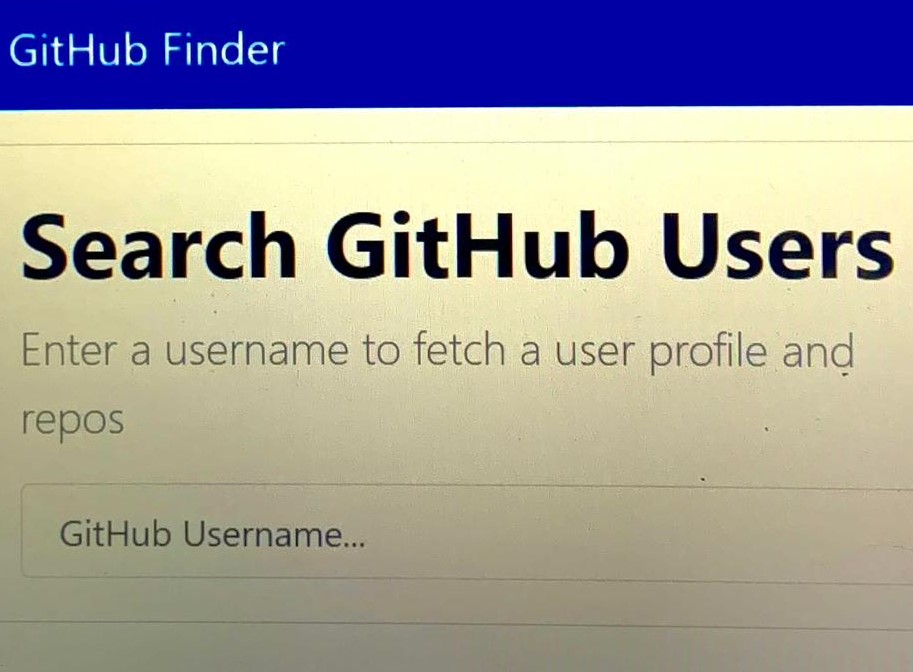 GitHub Finder
Search GitHub Users
Enter a username to fetch a user profile and
repos
GitHub Username...